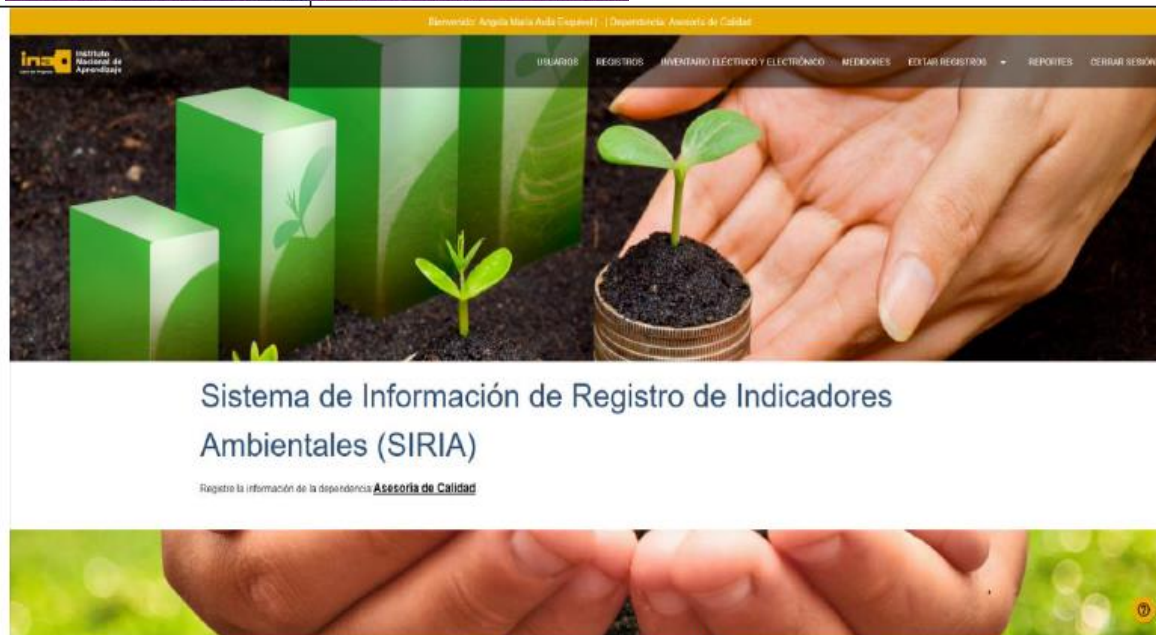 Bienvenido: Angela María Avila Esquivel | | Dependencia: Asesoría de Calidad
ina Instituto
Nacional de
Aprendizaje
USUARIOS REGISTROS INVENTARIO ELÉCTRICO Y ELECTRÓNICO MEDIDORES EDITAR REGISTROS REPORTES CERRAR SESIÓN
Sistema de Información de Registro de Indicadores
Ambientales (SIRIA)
Registre la información de la dependencia:Asesoría de Calidad
?